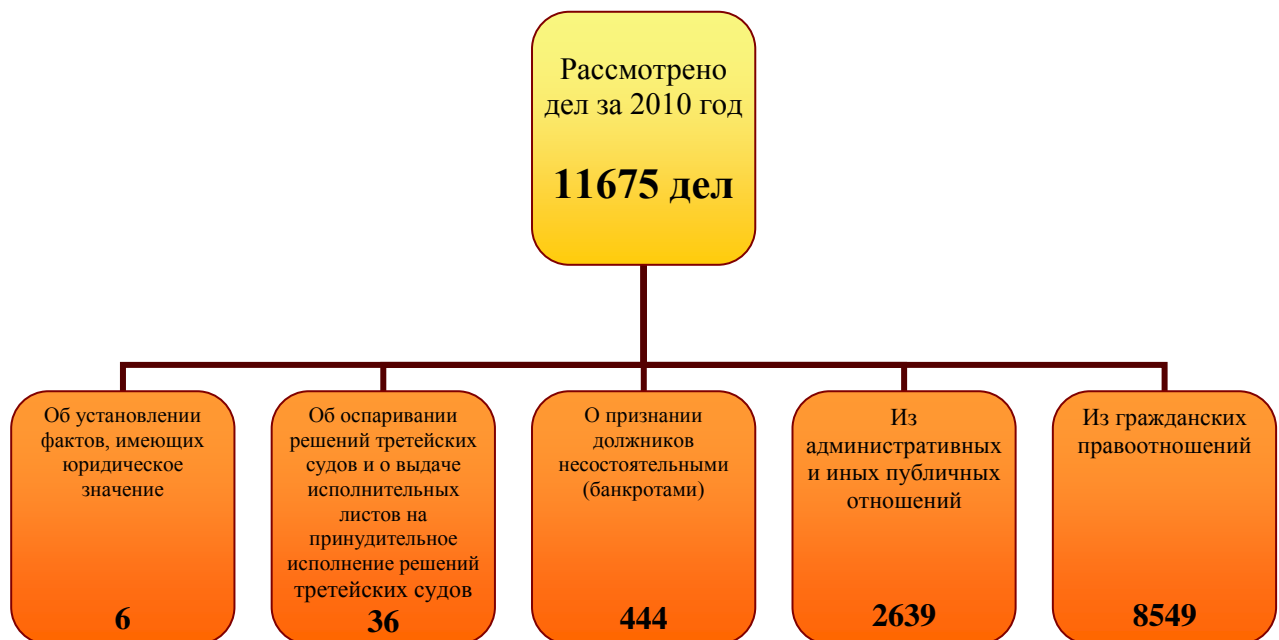 Рассмотрено
дел за 2010 год
11675 дел
Об установлении
фактов, имеющих
юридическое
значение
6
Об оспаривании
решений третейских
судов и о выдаче
исполнительных
листов на
принудительное
исполнение решений
третейских судов
36
О признании
должников
несостоятельными
(банкротами)
444
Из
административных
и иных публичных
отношений
2639
Из гражданских
правоотношений
8549